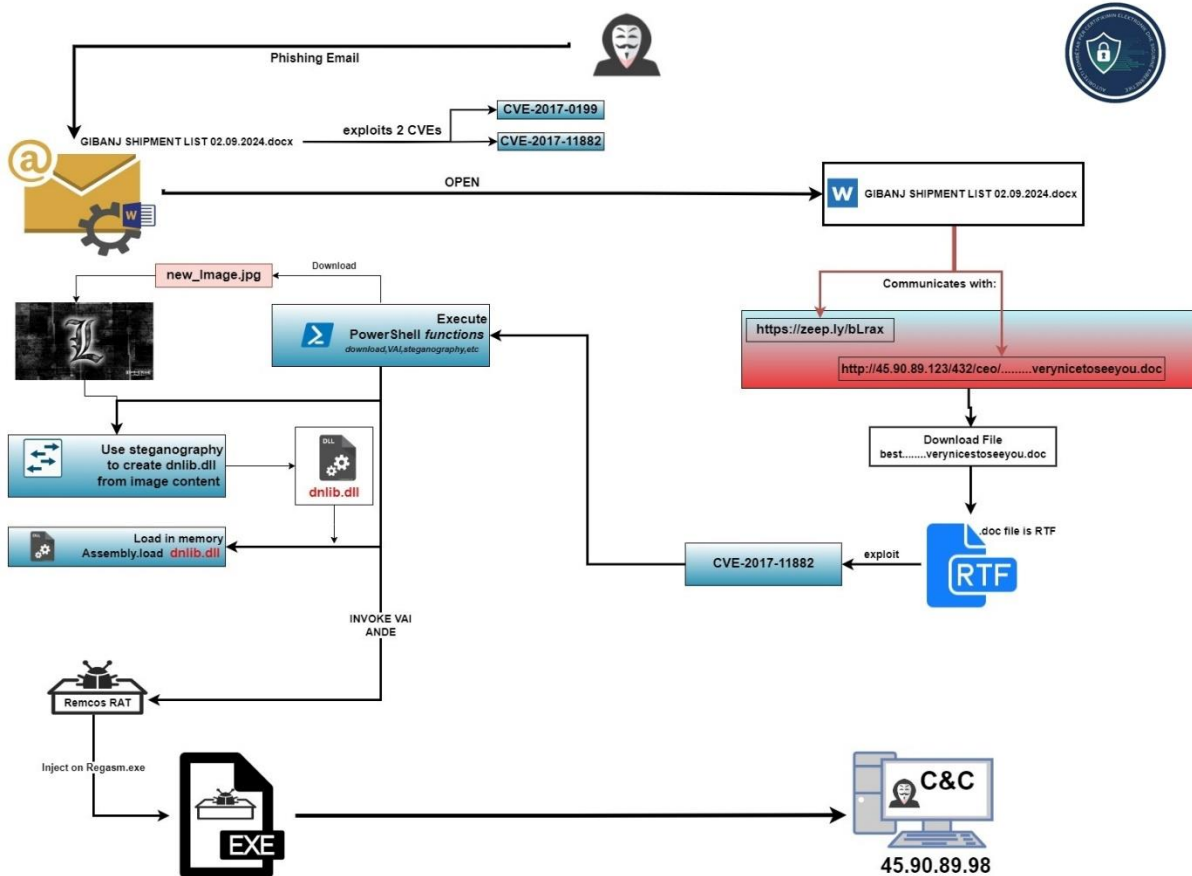 Phishing Email
GIBANJ SHIPMENT LIST 02.09.2024.docx
exploits 2 CVEs
CVE-2017-0199
CVE-2017-11882
@
W
OPEN
W
GIBANJ SHIPMENT LIST 02.09.2024.docx
Communicates with:
https://zeep.ly/bLrax
http://45.90.89.123/432/ceo/.........verynicetoseeyou.doc
Download File
best........verynicestoseeyou.doc
.doc file is RTF
RTF
exploit
CVE-2017-11882
Execute
PowerShell functions
download,VAI,steganography,etc
Download
new_Image.jpg
L
Use steganography
to create dnlib.dll
from image content
DLL
dnlib.dll
Load in memory
Assembly.load dnlib.dll
INVOKE VAI
ANDE
Remcos RAT
Inject on Regasm.exe
EXE
C&C
45.90.89.98